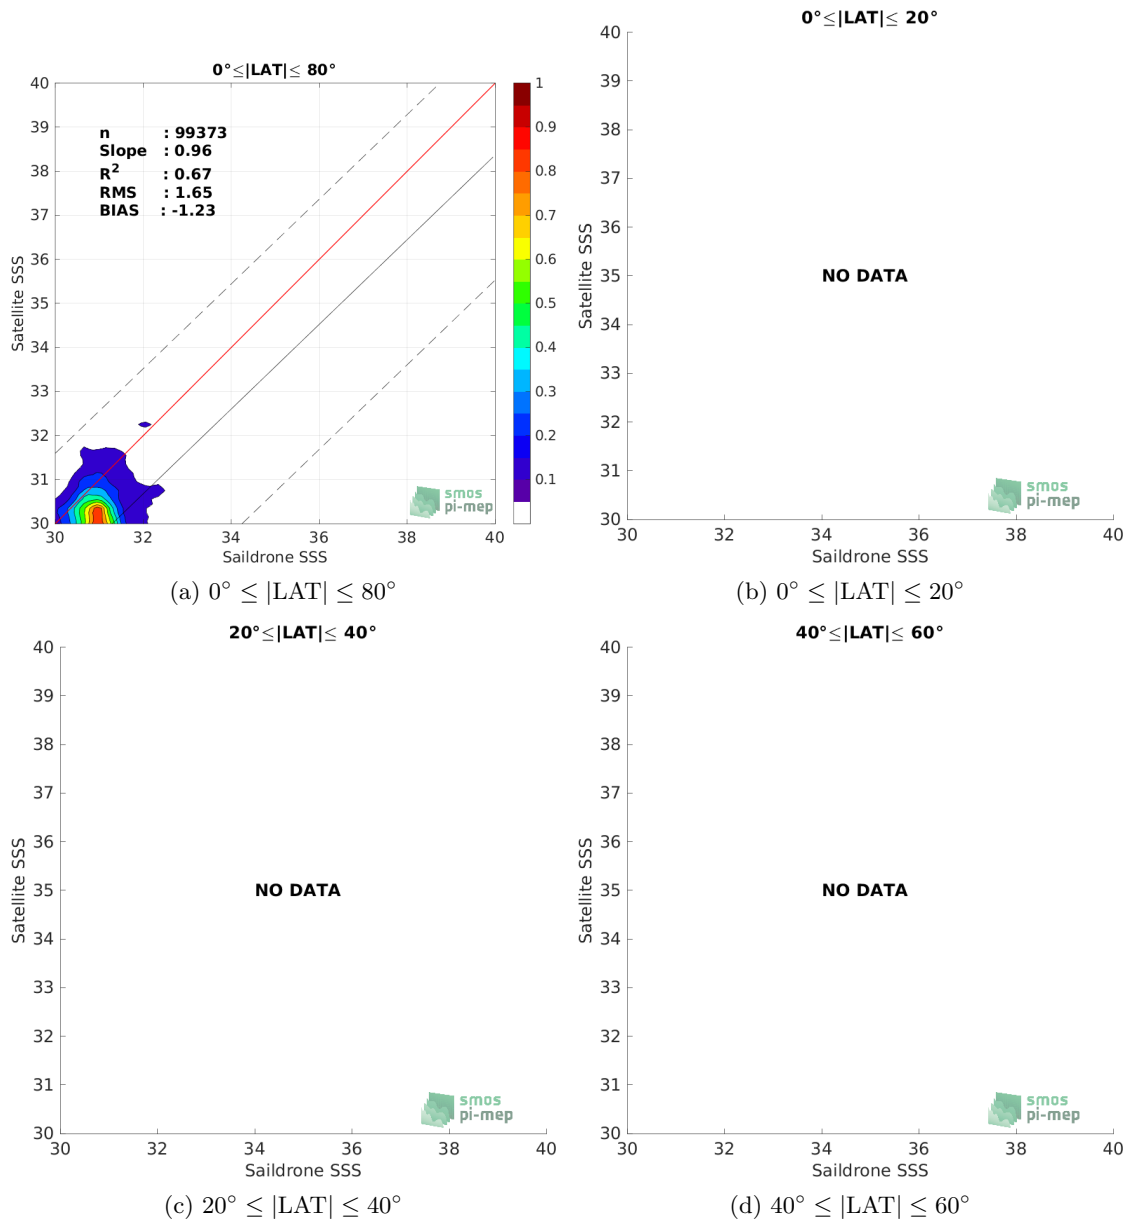 0°≤|LAT|≤ 80°
40
39
38
37
36
35
34
33
32
31
30
Satellite SSS
n : 99373
Slope : 0.96
R² : 0.67
RMS : 1.65
BIAS : -1.23
1
0.9
0.8
0.7
0.6
0.5
0.4
0.3
0.2
0.1
smos
pi-mep
30 32 34 36 38 40
Saildrone SSS
(a) 0° ≤ |LAT| ≤ 80°
0°≤|LAT|≤ 20°
40
39
38
37
36
35
34
33
32
31
30
Satellite SSS
NO DATA
smos
pi-mep
30 32 34 36 38 40
Saildrone SSS
(b) 0° ≤ |LAT| ≤ 20°
20°≤|LAT|≤ 40°
40
39
38
37
36
35
34
33
32
31
30
Satellite SSS
NO DATA
smos
pi-mep
30 32 34 36 38 40
Saildrone SSS
(c) 20° ≤ |LAT| ≤ 40°
40°≤|LAT|≤ 60°
40
39
38
37
36
35
34
33
32
31
30
Satellite SSS
NO DATA
smos
pi-mep
30 32 34 36 38 40
Saildrone SSS
(d) 40° ≤ |LAT| ≤ 60°